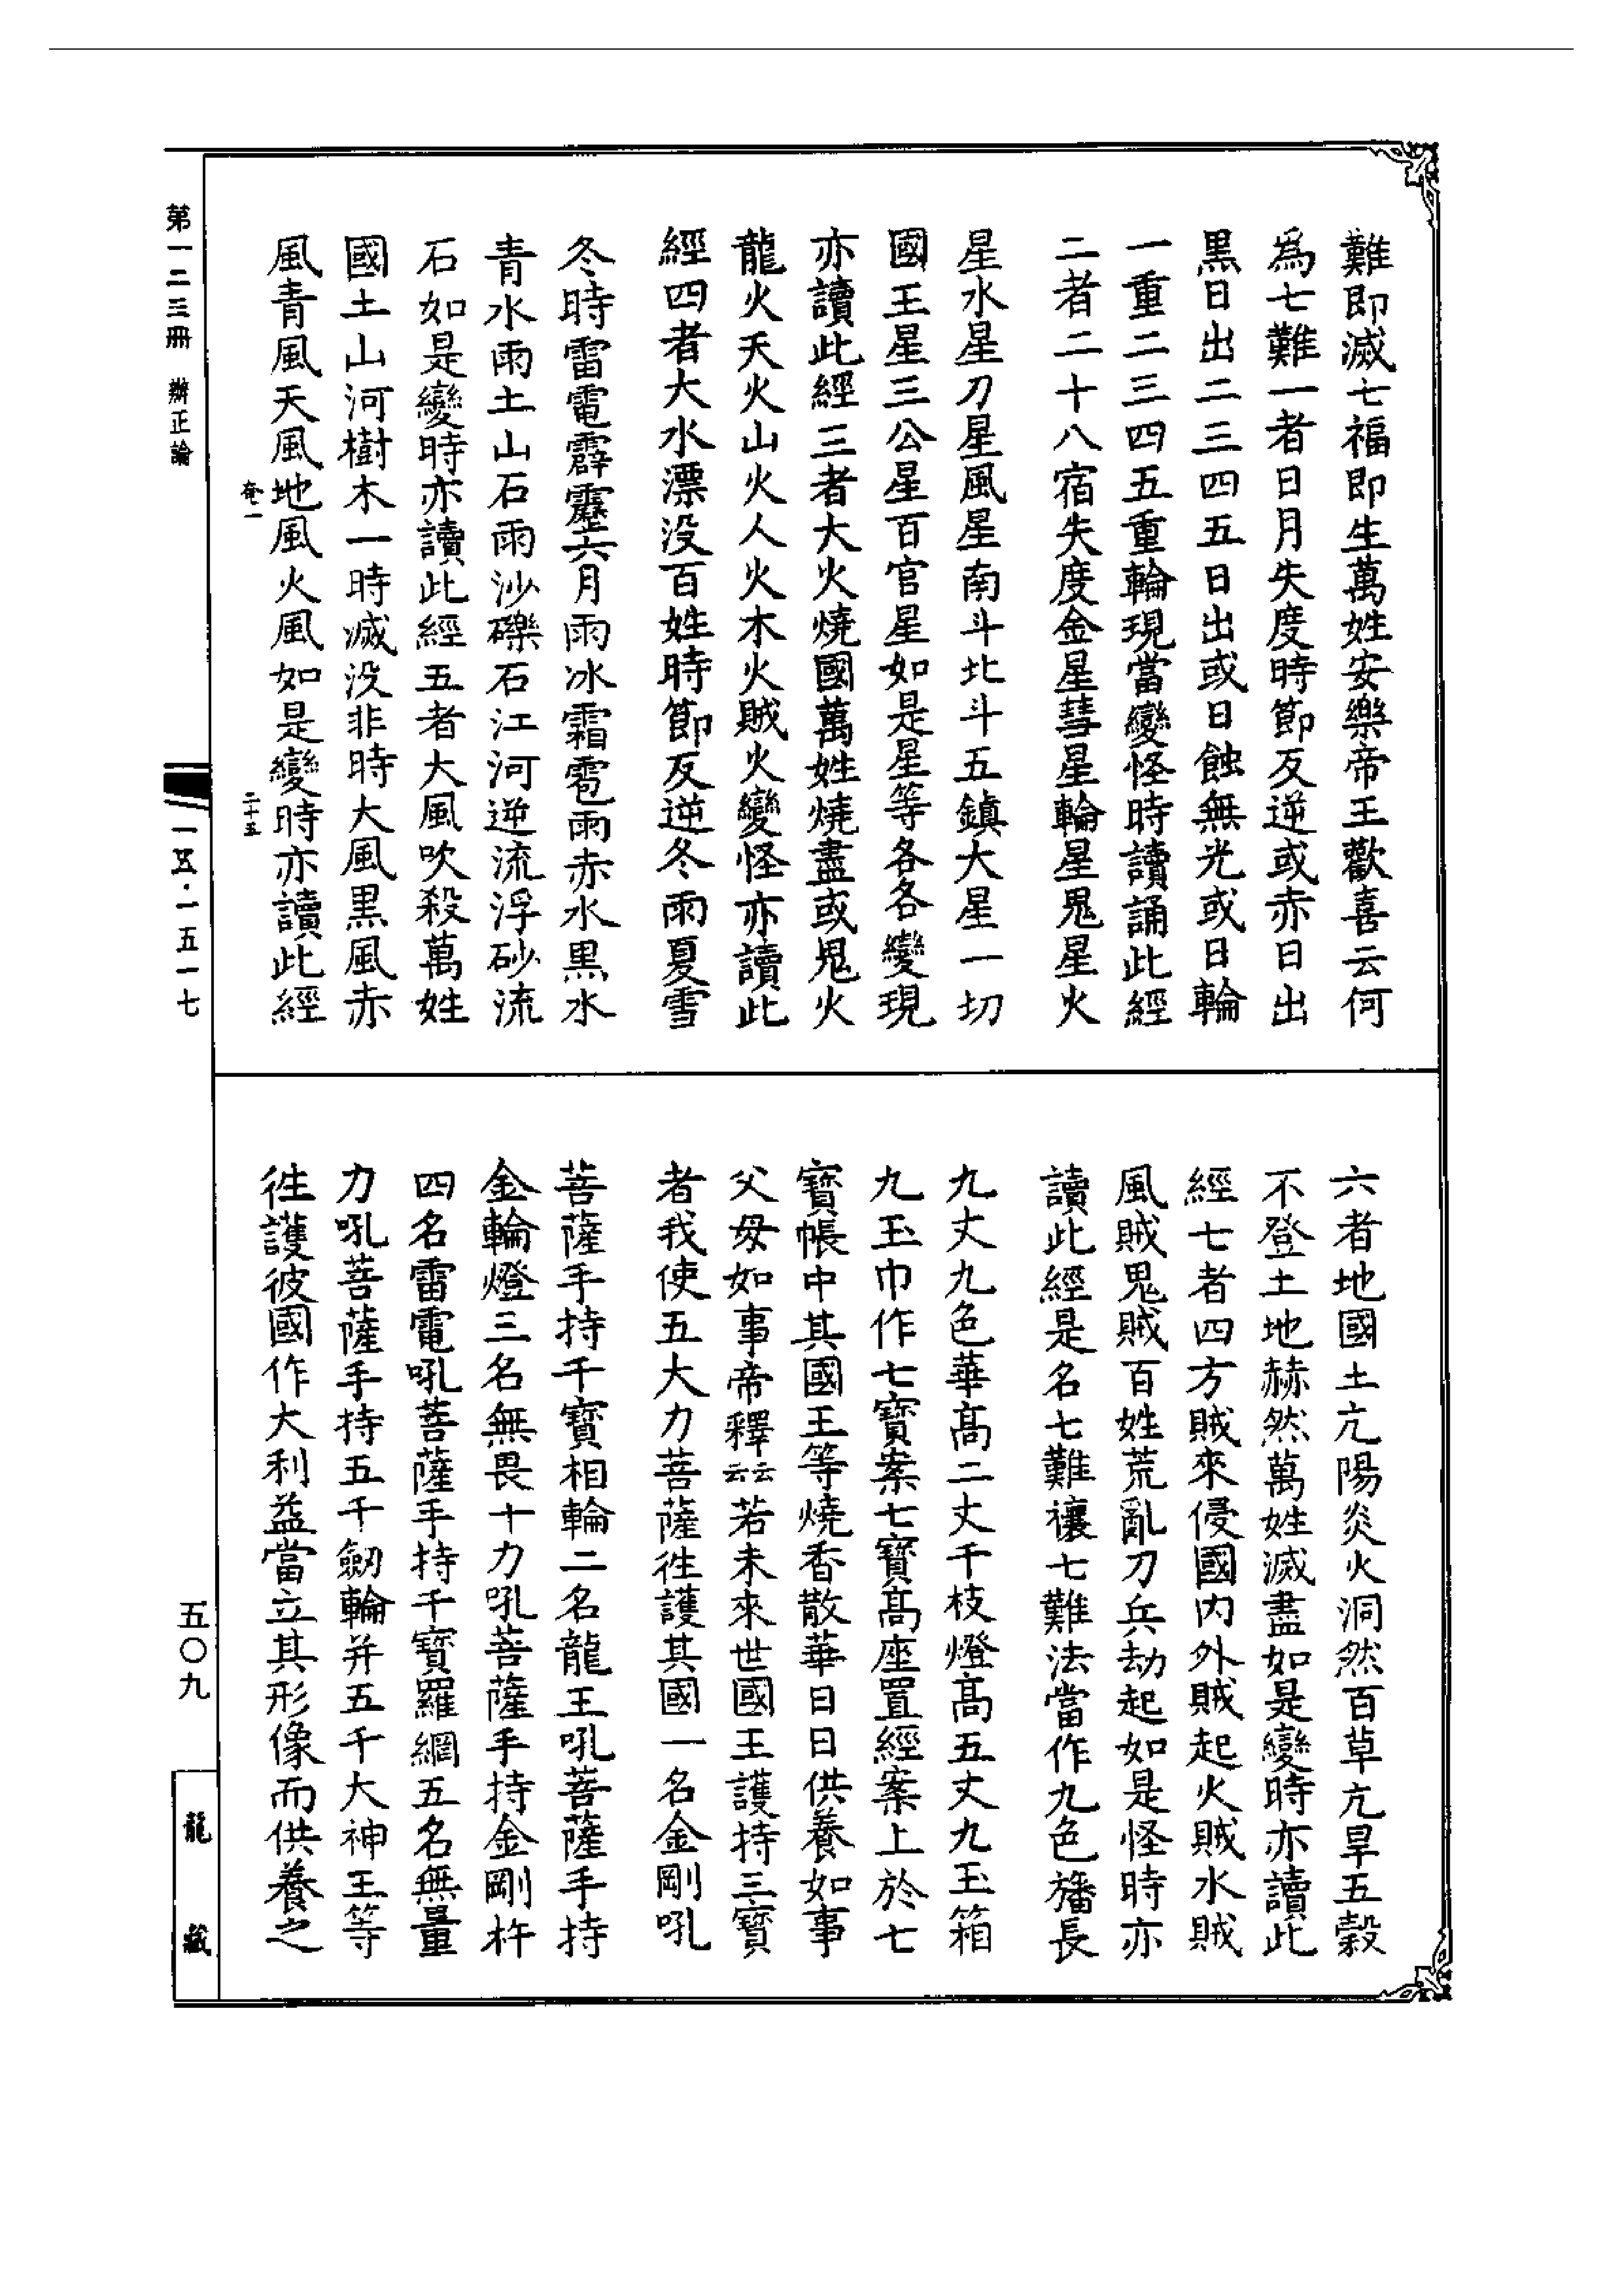 難即滅七福即生萬姓安樂帝王歡喜云何
爲七難一者日月失度時節反逆或赤日出
黑日出二三四五日出或日蝕無光或日輪
一重二三四五重輪現當變怪時讀誦此經
二者二十八宿失度金星彗星輪星鬼星火
星水星刀星風星南斗北斗五鎮大星一切
國王星三公星百官星如是星等各各變現
亦讀此經三者大火燒國萬姓燒盡或鬼火
龍火天火山火人火木火賊火變怪亦讀此
經四者大水漂没百姓時節反逆冬雨夏雪
冬時雷電霹靂六月雨冰霜雹雨赤水黑水
青水雨土山石雨沙礫石江河逆流浮砂流
石如是變時亦讀此經五者大風吹殺萬姓
國土山河樹木一時滅没非時大風黑風赤
風青風天風地風火風如是變時亦讀此經
六者地國土亢陽炎火洞然百草亢旱五穀
不登土地赫然萬姓滅盡如是變時亦讀此
經七者四方賊來侵國内外賊起火賊水賊
風賊鬼賊百姓荒亂刀兵劫起如是怪時亦
讀此經是名七難禳七難法當作九色旛長
九丈九色華高二丈千枝燈高五丈九玉箱
九玉巾作七寶案七寶高座置經案上於七
寶帳中其國王等燒香散華日日供養如事
父母如事帝釋云云若未來世國王護持三寶
者我使五大力菩薩往護其國一名金剛吼
菩薩手持千寶相輪二名龍王吼菩薩手持
金輪燈三名無畏十力吼菩薩手持金剛杵
四名雷電吼菩薩手持千寶羅網五名無量
力吼菩薩手持五千劒輪并五千大神王等
往護彼國作大利益當立其形像而供養之
奄一
二十五
第一二三冊 辯正論
一五·一五一七
五〇九
龍藏